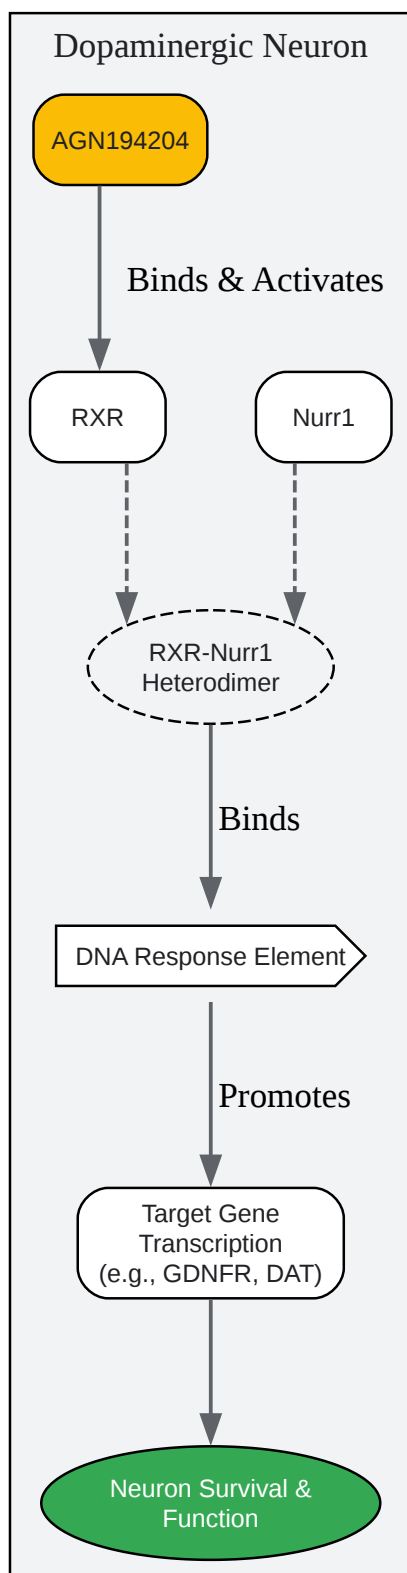 Dopaminergic Neuron
AGN194204
Binds & Activates
RXR
Nurr1
RXR-Nurr1
Heterodimer
Binds
DNA Response Element
Promotes
Target Gene
Transcription
(e.g., GDNFR, DAT)
Neuron Survival &
Function